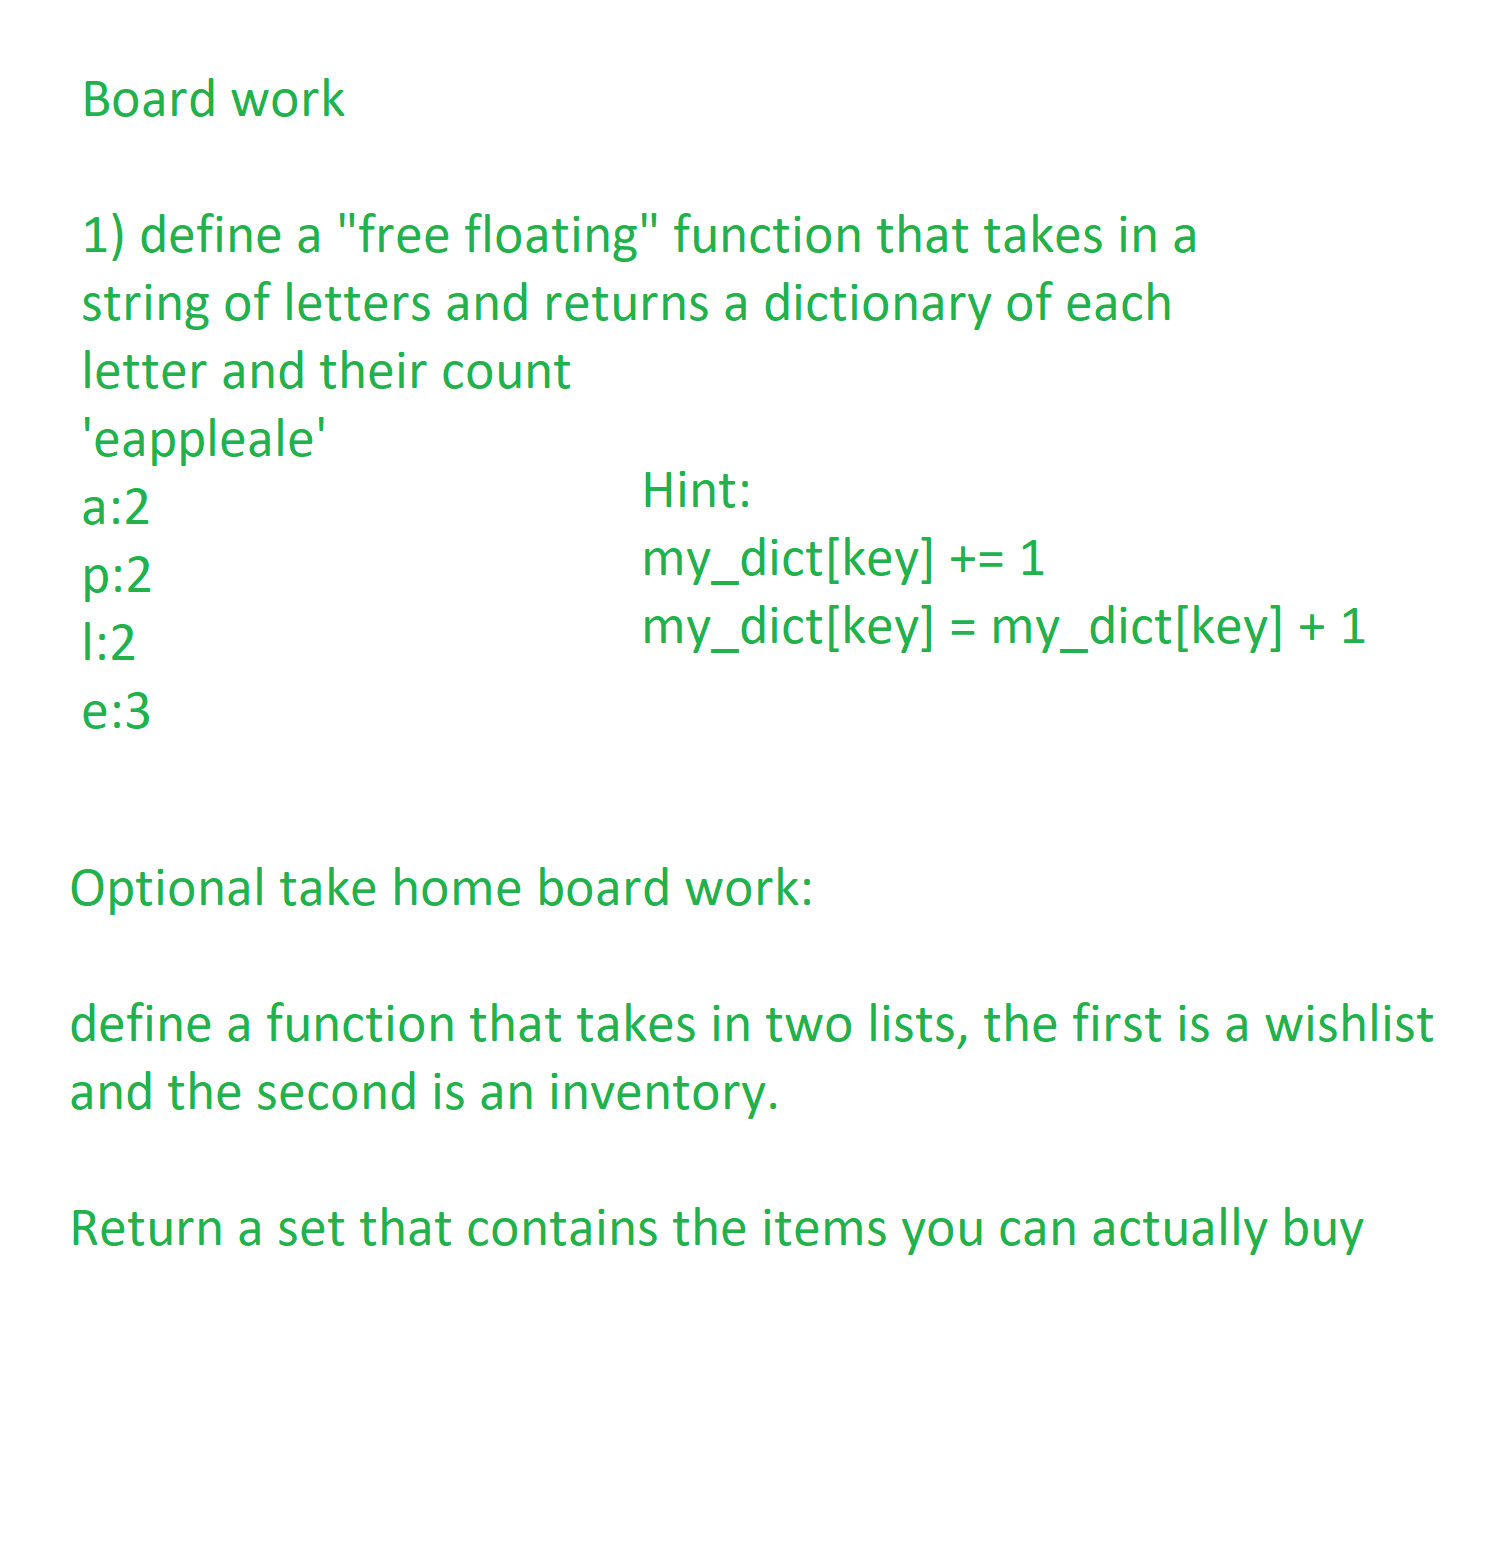 Board work
1) define a "free floating" function that takes in a
string of letters and returns a dictionary of each
letter and their count
'eappleale'
a:2
p:2
l:2
e:3
Hint:
my_dict[key] += 1
my_dict[key] = my_dict[key] + 1
Optional take home board work:
define a function that takes in two lists, the first is a wishlist
and the second is an inventory.
Return a set that contains the items you can actually buy